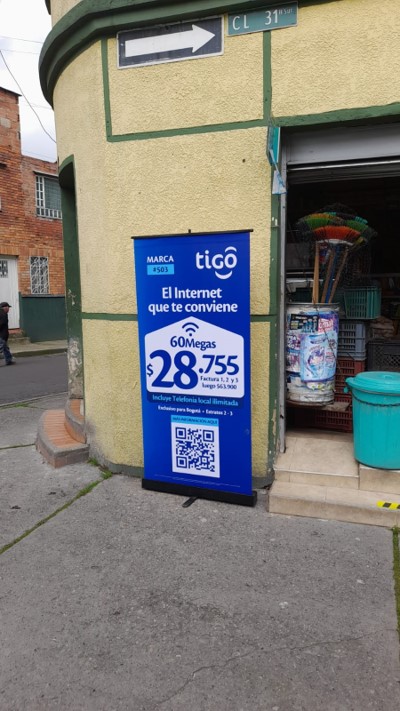 CL 31
MARCA
#503
tigo
El Internet
que te conviene
60Megas
$28.755
Factura 1, 2 y 3
luego $63.900
Incluye Telefonía local ilimitada
Exclusivo para Bogotá - Estratos 2 - 3